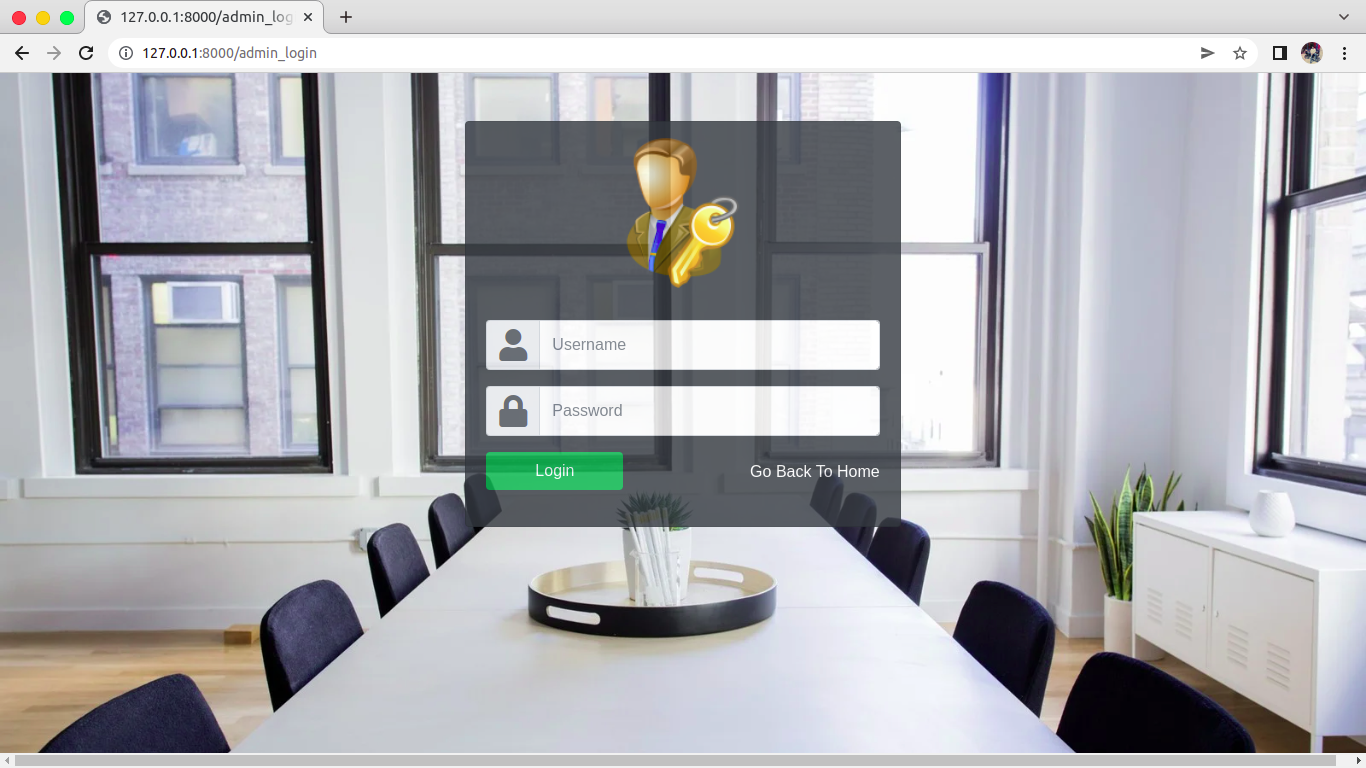 127.0.0.1:8000/admin_log
127.0.0.1:8000/admin_login
Username
Password
Login
Go Back To Home